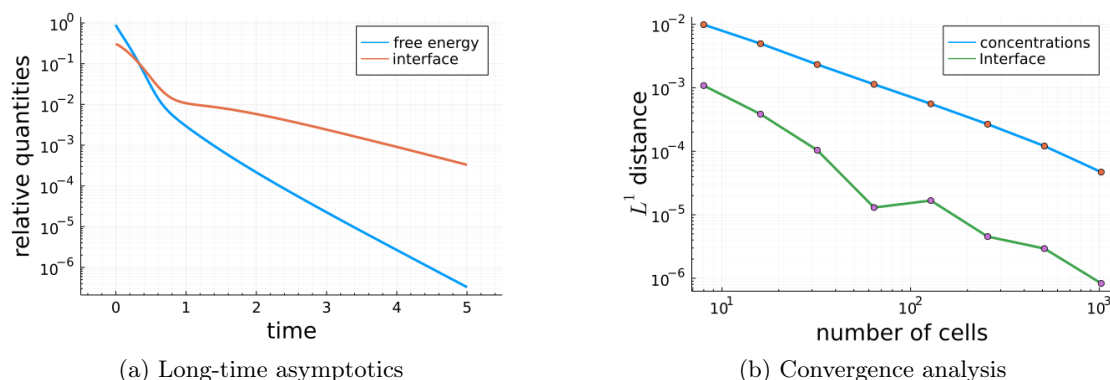 relative quantities
10^0
10^-1
10^-2
10^-3
10^-4
10^-5
10^-6
free energy
interface
0 1 2 3 4 5
time
(a) Long-time asymptotics
L^1 distance
10^-2
10^-3
10^-4
10^-5
10^-6
concentrations
Interface
10^1 10^2 10^3
number of cells
(b) Convergence analysis